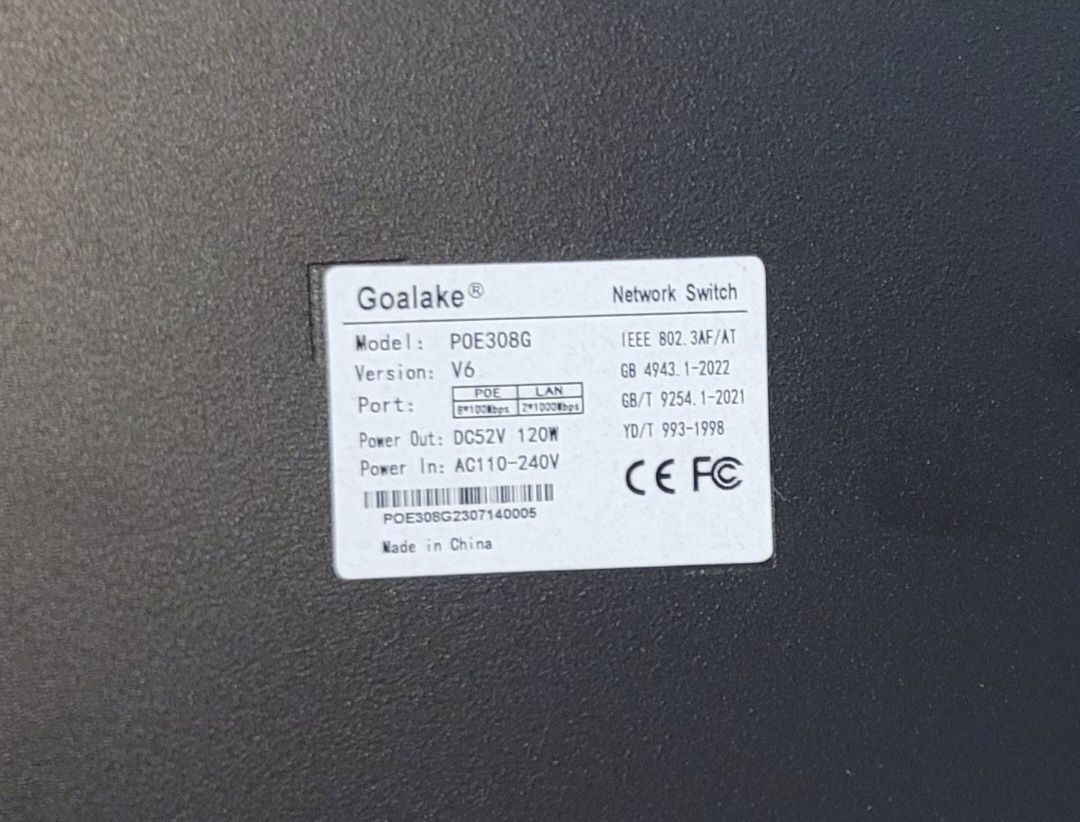 Goalake®
Network Switch
Model: POE308G
Version: V6
Port:
POE LAN
8*100Mbps 2*1000Mbps
Power Out: DC52V 120W
Power In: AC110-240V
POE308G2307140005
Made in China
IEEE 802.3AF/AT
GB 4943.1-2022
GB/T 9254.1-2021
YD/T 993-1998
CE FC